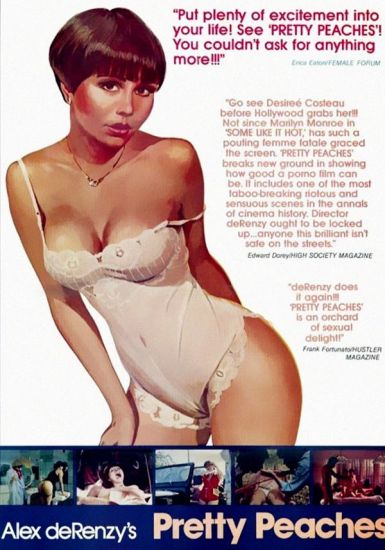 "Put plenty of excitement into
your life! See 'PRETTY PEACHES'!
You couldn't ask for anything
more!!!"
Erica Eaton/FEMALE FORUM
"Go see Desireé Costeau
before Hollywood grabs her!!!
Not since Marilyn Monroe in
'SOME LIKE IT HOT,' has such a
pouting femme fatale graced
the screen. 'PRETTY PEACHES'
breaks new ground in showing
how good a porno film can
be. It includes one of the most
taboo-breaking riotous and
sensuous scenes in the annals
of cinema history. Director
deRenzy ought to be locked
up...anyone this brilliant isn't
safe on the streets."
Edward Dorey/HIGH SOCIETY MAGAZINE
"deRenzy does
it again!!!
'PRETTY PEACHES'
is an orchard
of sexual
delight!"
Frank Fortunato/HUSTLER
MAGAZINE
Alex deRenzy's Pretty Peaches